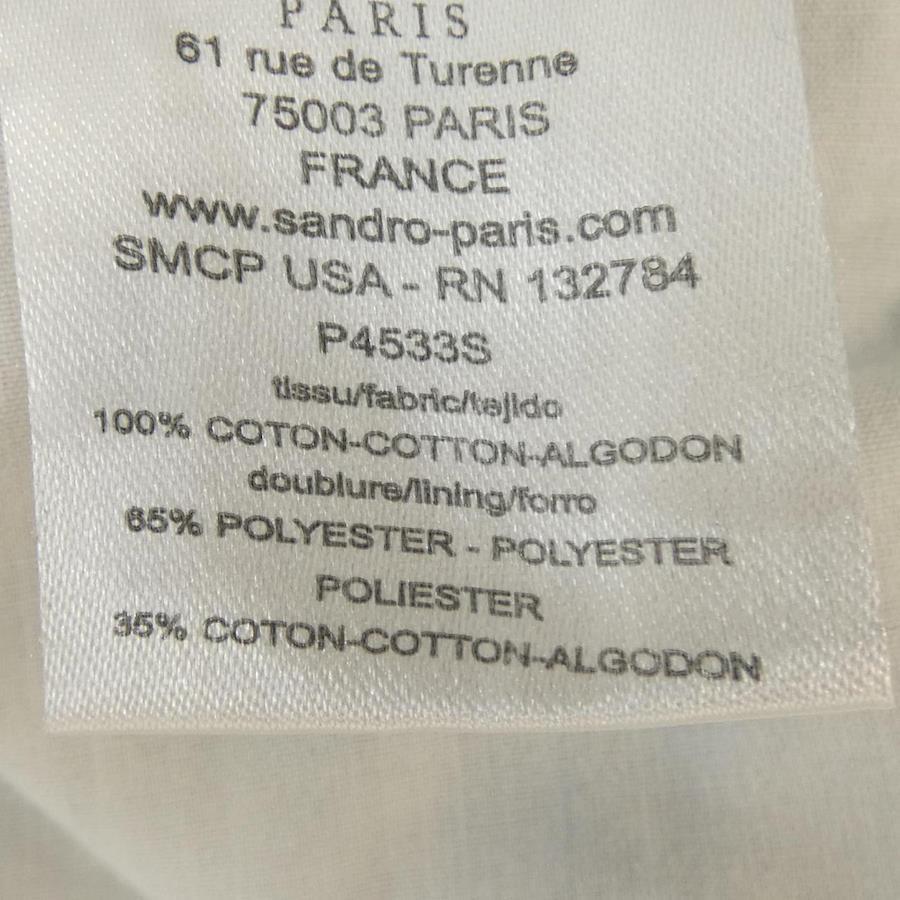 PARIS
61 rue de Turenne
75003 PARIS
FRANCE
www.sandro-paris.com
SMCP USA - RN 132784
P4533S
tissu/fabric/tejido
100% COTON-COTTON-ALGODON
doublure/lining/forro
65% POLYESTER - POLYESTER
POLIESTER
35% COTON-COTTON-ALGODON